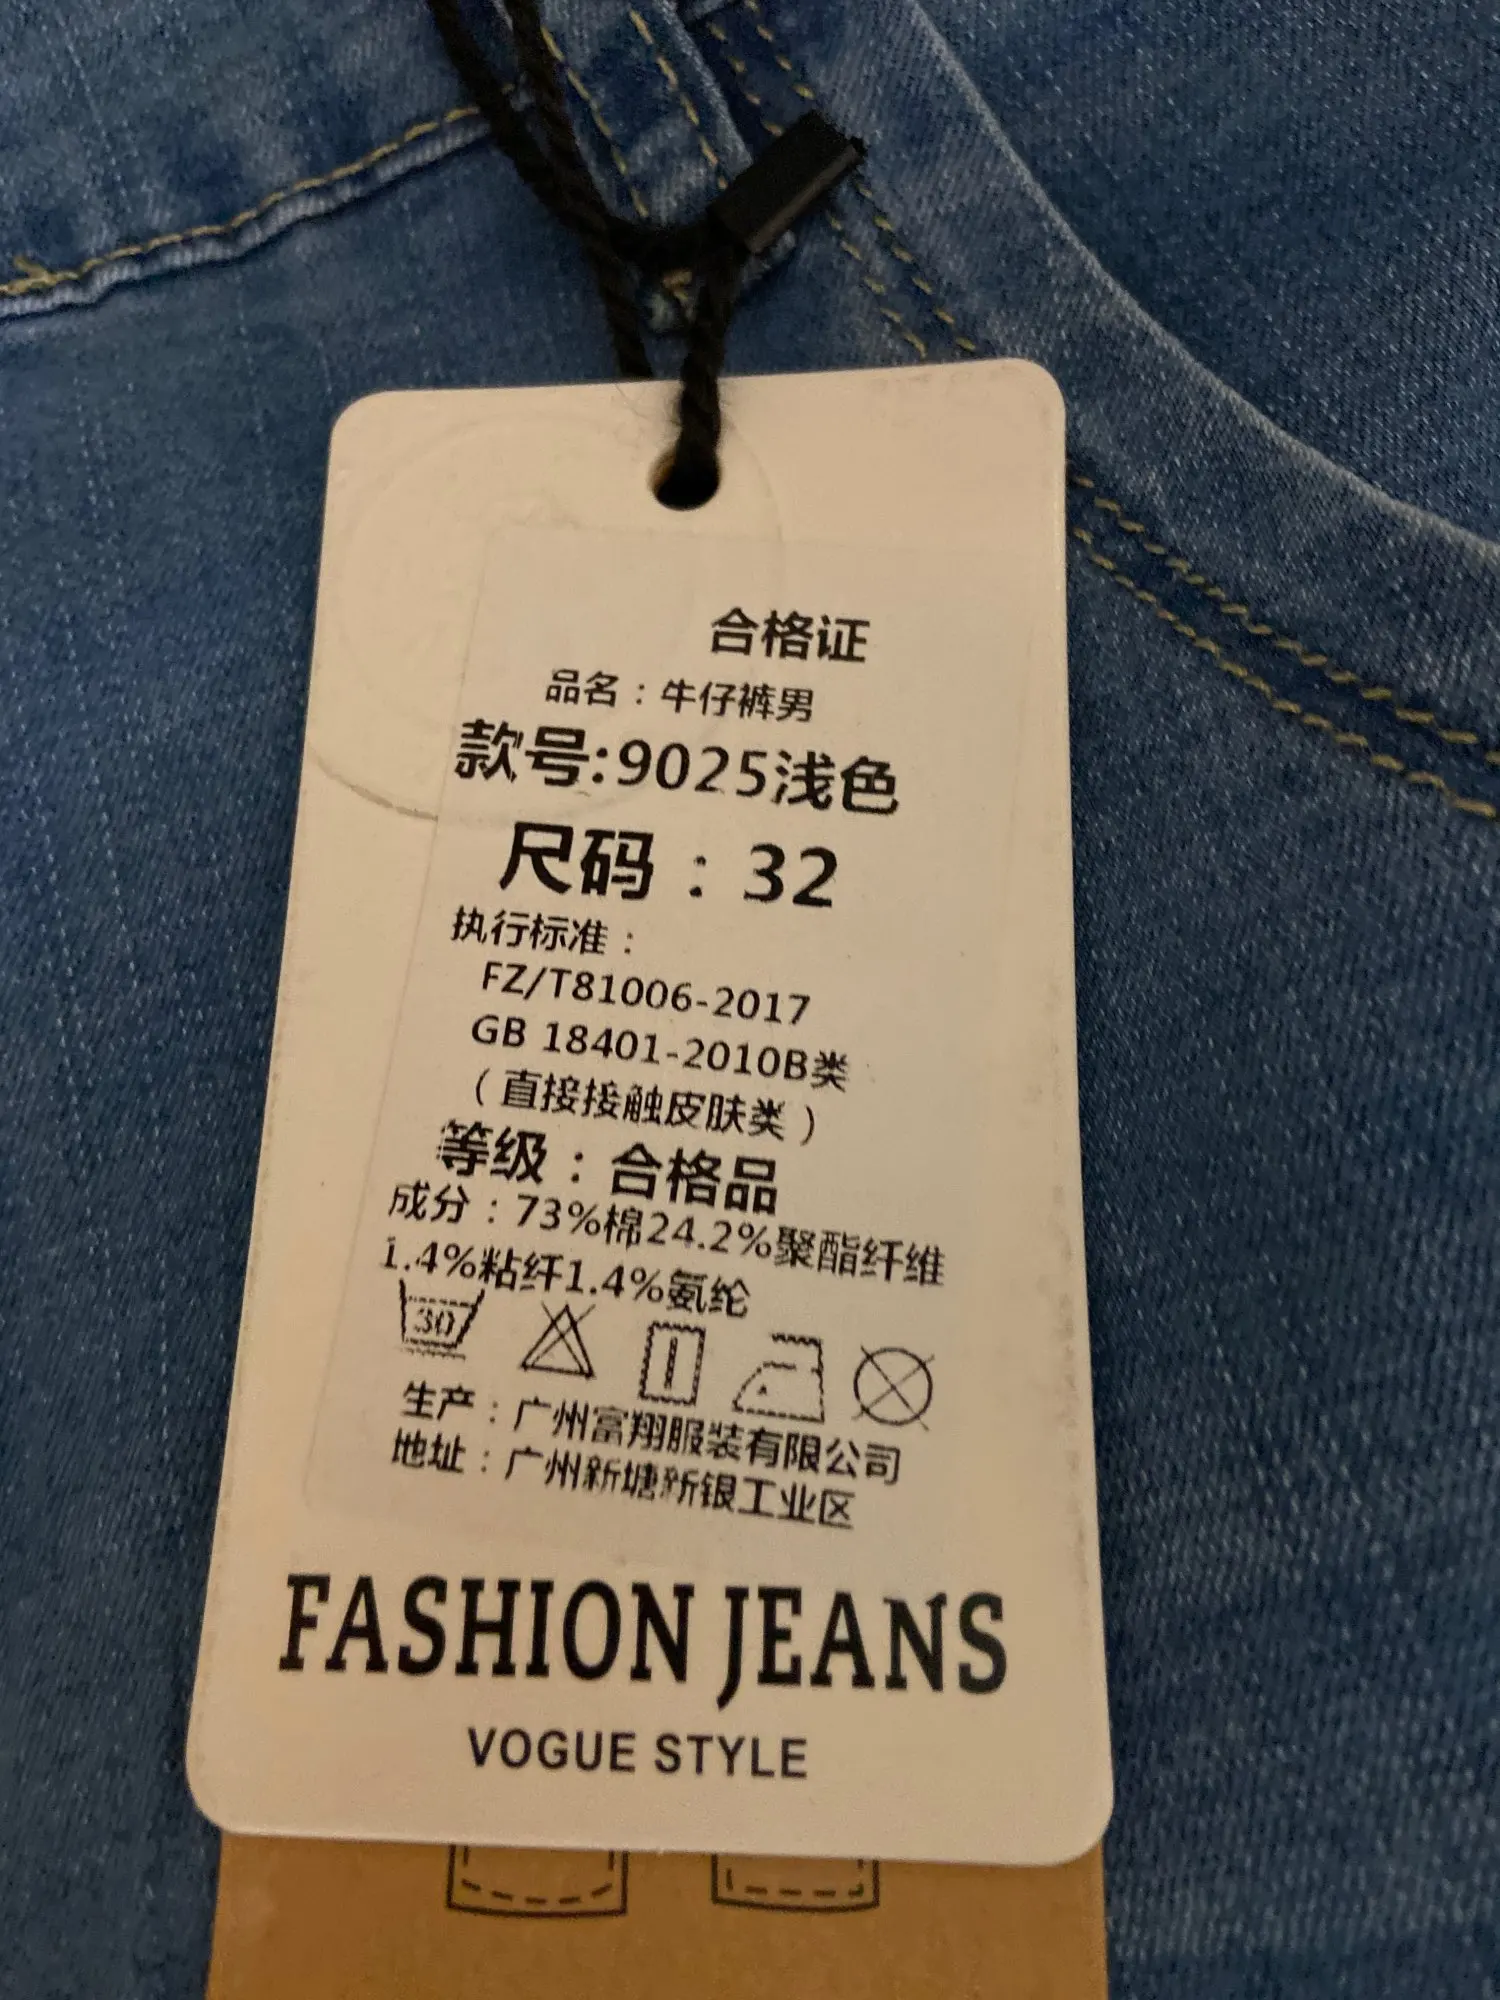 合格证
品名：牛仔裤男
款号:9025浅色
尺码：32
执行标准：
FZ/T81006-2017
GB 18401-2010B类
（直接接触皮肤类）
等级：合格品
成分：73%棉24.2%聚酯纤维
1.4%粘纤1.4%氨纶
30
生产：广州富翔服装有限公司
地址：广州新塘新银工业区
FASHION JEANS
VOGUE STYLE